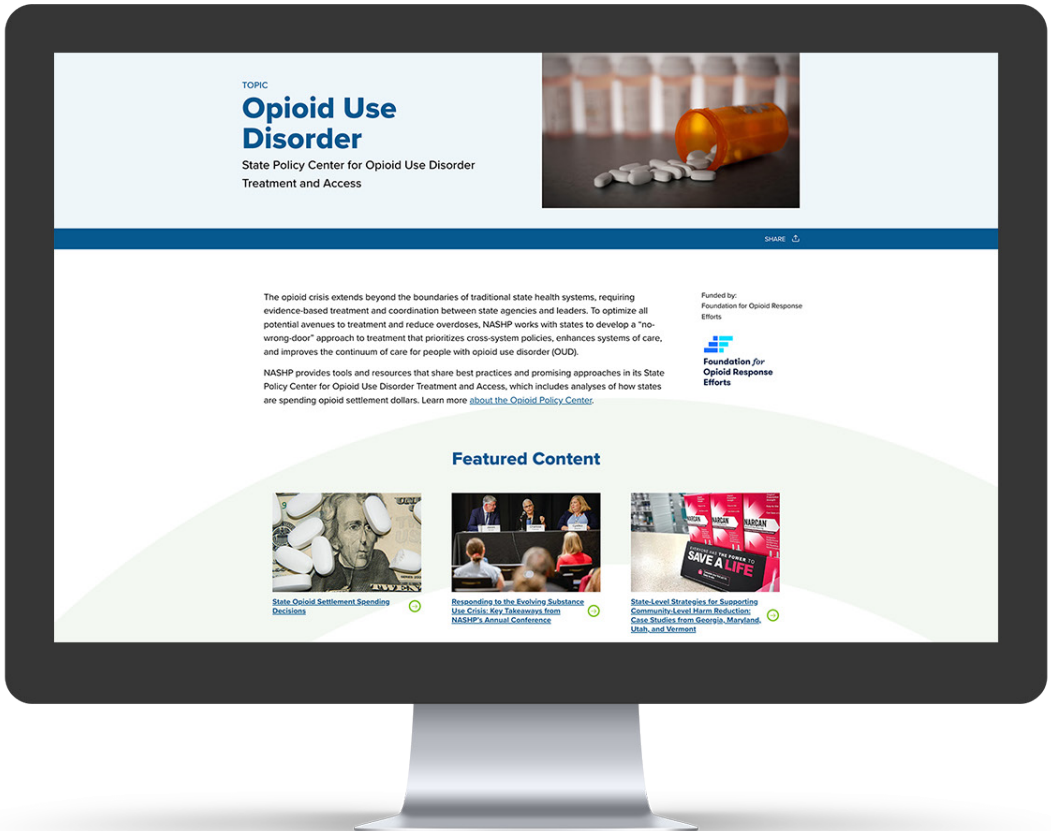 TOPIC
Opioid Use
Disorder
State Policy Center for Opioid Use Disorder
Treatment and Access
SHARE
The opioid crisis extends beyond the boundaries of traditional state health systems, requiring
evidence-based treatment and coordination between state agencies and leaders. To optimize all
potential avenues to treatment and reduce overdoses, NASHP works with states to develop a “no-
wrong-door” approach to treatment that prioritizes cross-system policies, enhances systems of care,
and improves the continuum of care for people with opioid use disorder (OUD).
NASHP provides tools and resources that share best practices and promising approaches in its State
Policy Center for Opioid Use Disorder Treatment and Access, which includes analyses of how states
are spending opioid settlement dollars. Learn more about the Opioid Policy Center.
Funded by:
Foundation for Opioid Response
Efforts
Foundation for
Opioid Response
Efforts
Featured Content
TWEN
NARCAN
NARCAN
NARCAN
EVERYONE HAS THE POWER TO
SAVE A LIFE
State Opioid Settlement Spending
Decisions
Responding to the Evolving Substance
Use Crisis: Key Takeaways from
NASHP's Annual Conference
State-Level Strategies for Supporting
Community-Level Harm Reduction:
Case Studies from Georgia, Maryland,
Utah, and Vermont